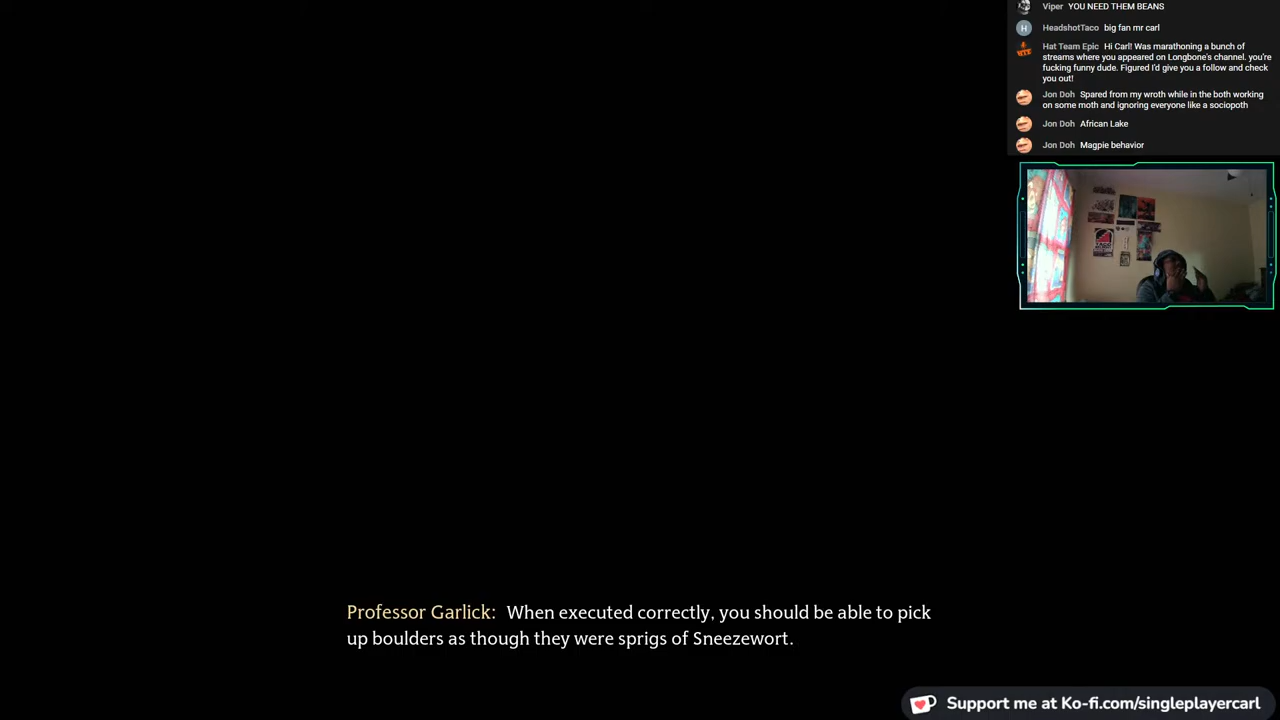 Viper YOU NEED THEM BEANS
HeadshotTaco big fan mr carl
Hat Team Epic Hi Carl! Was marathoning a bunch of
streams where you appeared on Longbone's channel. you're
fucking funny dude. Figured I'd give you a follow and check
you out!
Jon Doh Spared from my wroth while in the both working
on some moth and ignoring everyone like a sociopoth
Jon Doh African Lake
Jon Doh Magpie behavior
Professor Garlick: When executed correctly, you should be able to pick
up boulders as though they were sprigs of Sneezewort.
Support me at Ko-fi.com/singleplayercarl